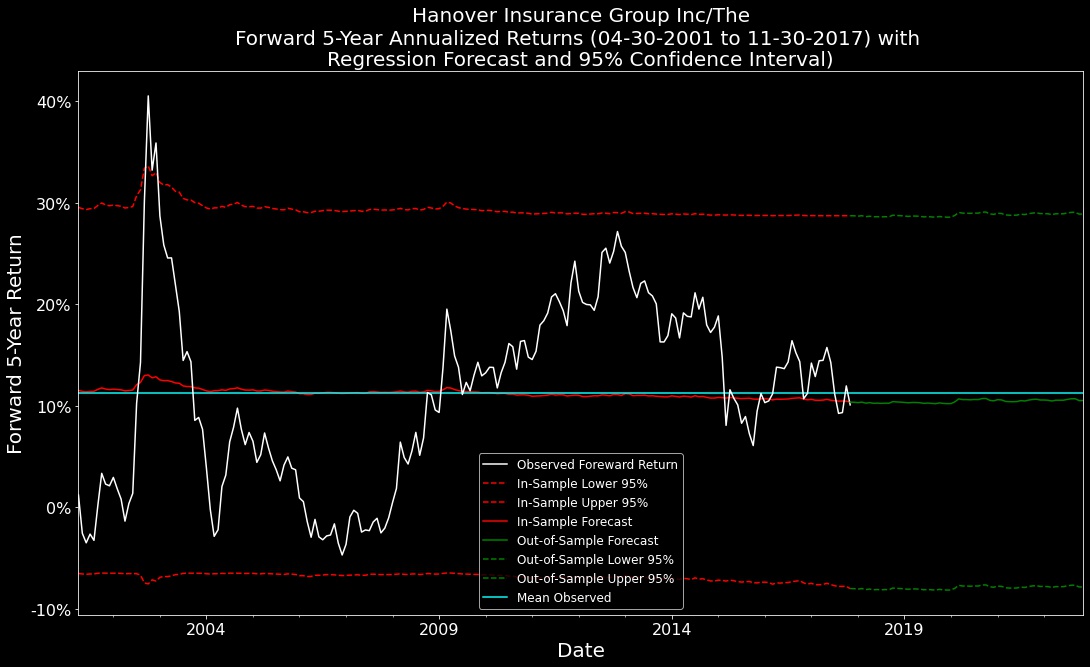 Hanover Insurance Group Inc/The
Forward 5-Year Annualized Returns (04-30-2001 to 11-30-2017) with
Regression Forecast and 95% Confidence Interval)
Forward 5-Year Return
40%
30%
20%
10%
0%
-10%
Observed Foreward Return
In-Sample Lower 95%
In-Sample Upper 95%
In-Sample Forecast
Out-of-Sample Forecast
Out-of-Sample Lower 95%
Out-of-Sample Upper 95%
Mean Observed
2004
2009
2014
2019
Date